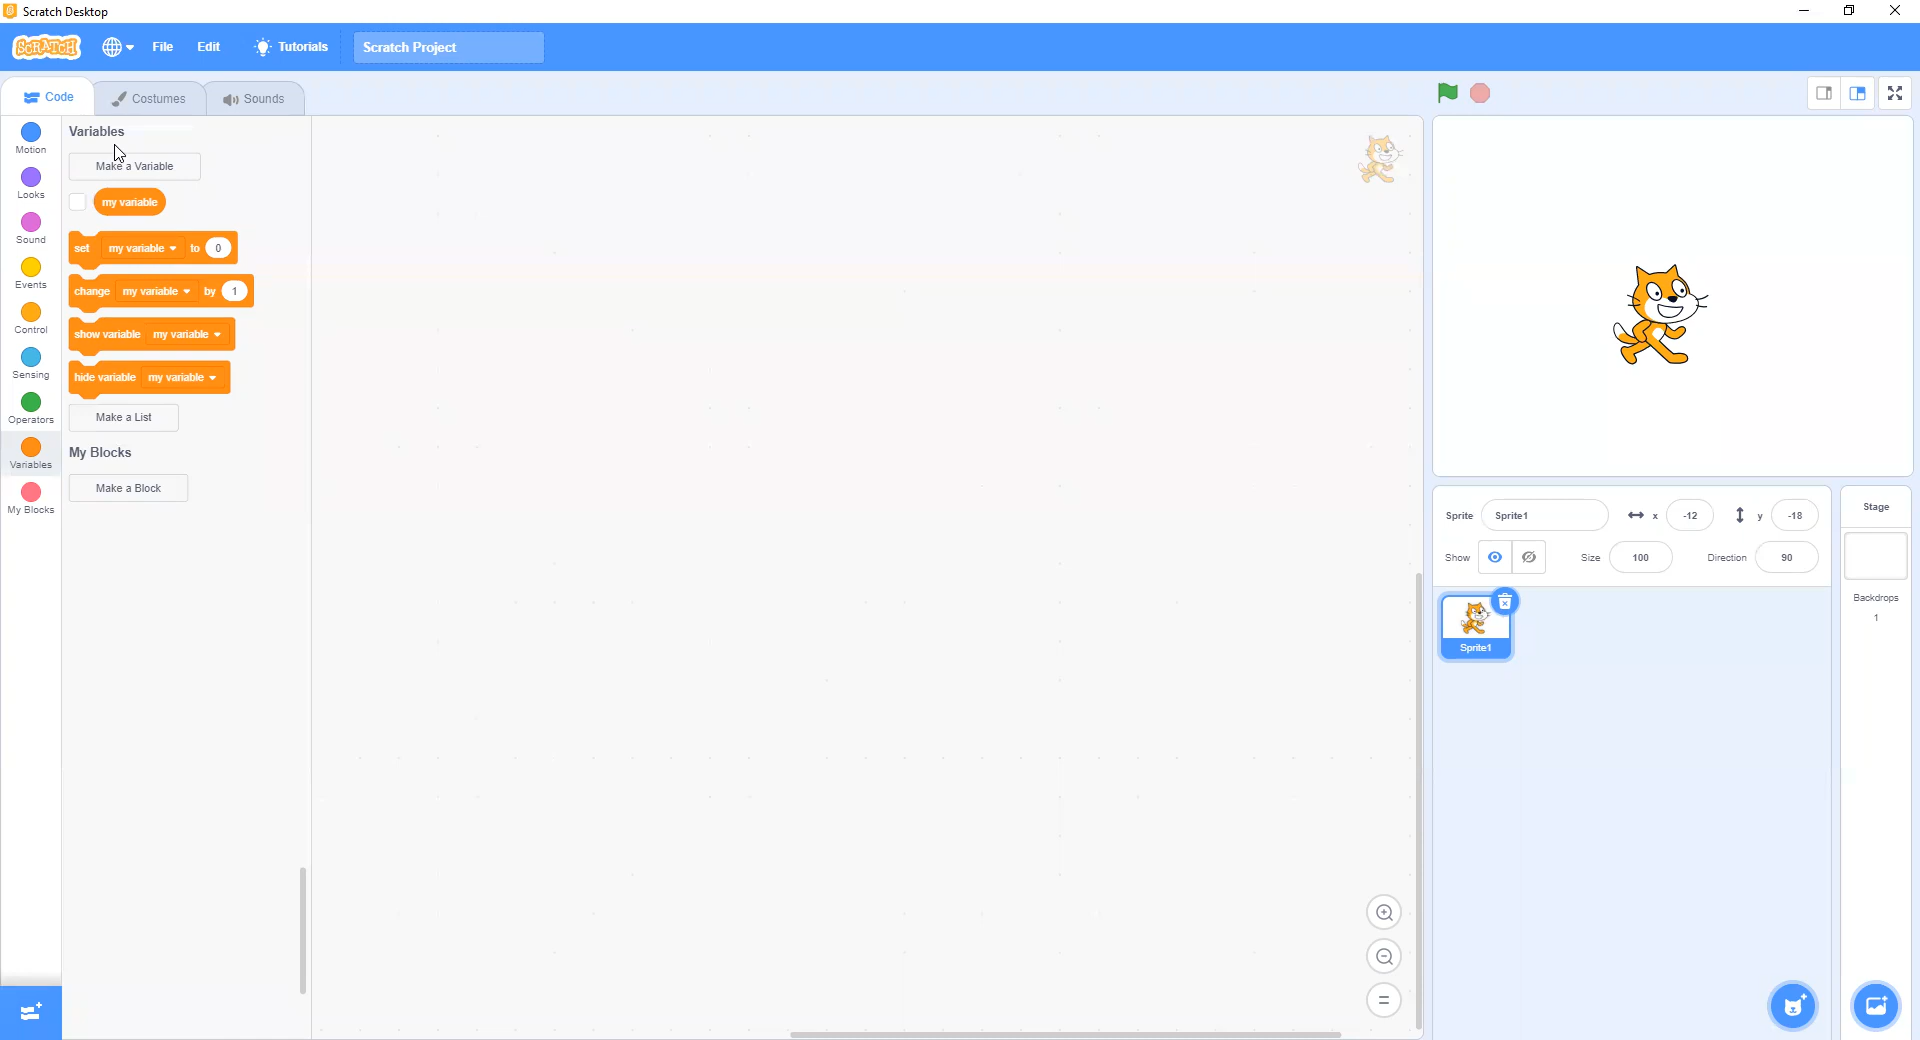 Scratch Desktop
SCRATCH File Edit Tutorials Scratch Project
Code Costumes Sounds
Motion
Looks
Sound
Events
Control
Sensing
Operators
Variables
My Blocks
Variables
Make a Variable
my variable
set my variable to 0
change my variable by 1
show variable my variable
hide variable my variable
Make a List
My Blocks
Make a Block
Sprite Sprite1 x -12 y -18
Show Size 100 Direction 90
Sprite1
Stage
Backdrops
1